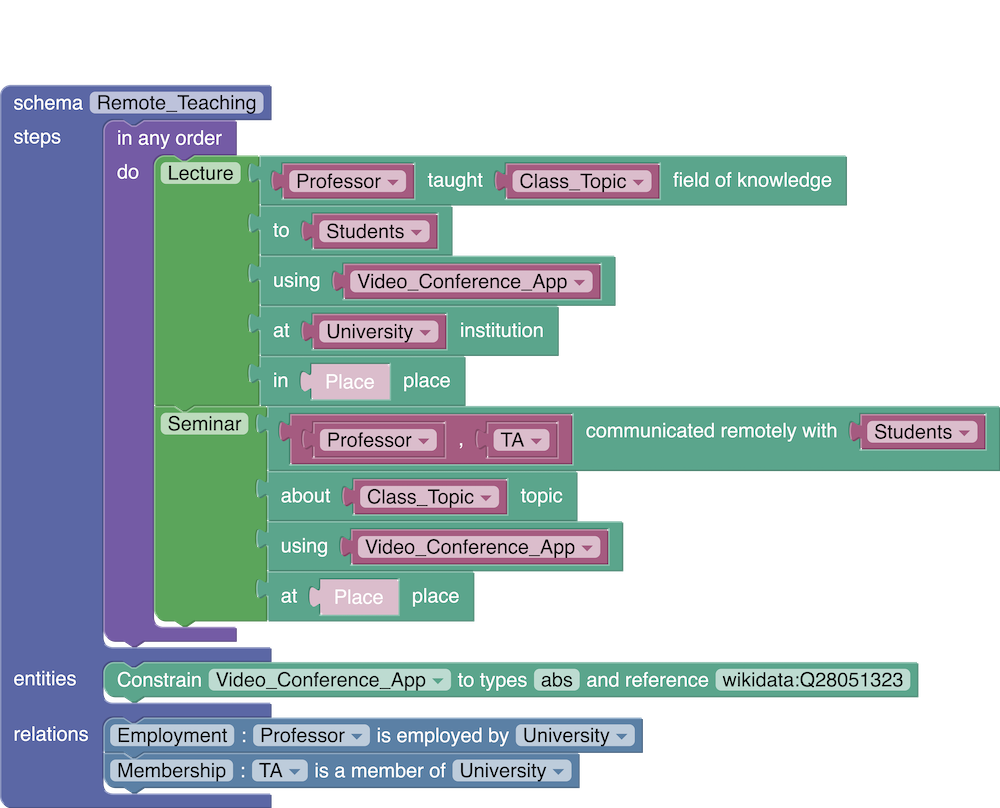 schema Remote_Teaching
steps in any order
do Lecture Professor taught Class_Topic field of knowledge
to Students
using Video_Conference_App
at University institution
in Place place
Seminar Professor , TA communicated remotely with Students
about Class_Topic topic
using Video_Conference_App
at Place place
entities Constrain Video_Conference_App to types abs and reference wikidata:Q28051323
relations Employment : Professor is employed by University
Membership : TA is a member of University